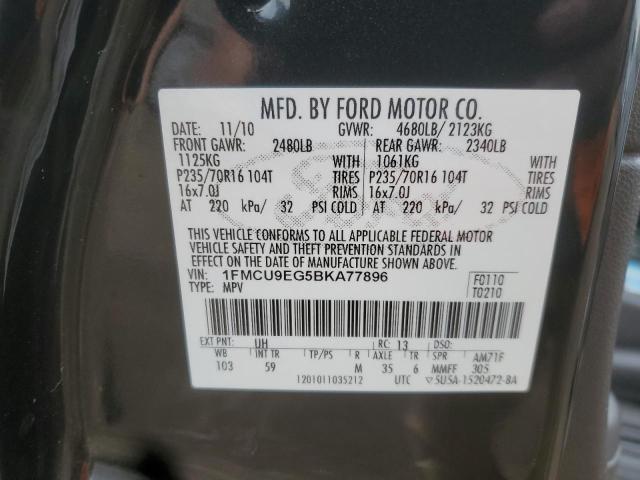 MFD. BY FORD MOTOR CO.
DATE: 11/10 GVWR: 4680LB/ 2123KG
FRONT GAWR: 2480LB REAR GAWR: 2340LB
1125KG WITH 1061KG WITH
P235/70R16 104T TIRES P235/70R16 104T TIRES
16x7.0J RIMS 16x7.0J RIMS
AT 220 kPa/ 32 PSI COLD AT 220 kPa/ 32 PSI COLD
THIS VEHICLE CONFORMS TO ALL APPLICABLE FEDERAL MOTOR
VEHICLE SAFETY AND THEFT PREVENTION STANDARDS IN
EFFECT ON THE DATE OF MANUFACTURE SHOWN ABOVE.
VIN: 1FMCU9EG5BKA77896 F0110
TYPE: MPV T0210
EXT PNT: UH RC: 13 DSO:
WB INT TR TP/PS R AXLE TR SPR AM71F
103 59 M 35 6 MMFF 305
1201011035212 UTC ▽5U5A-1520472-BA